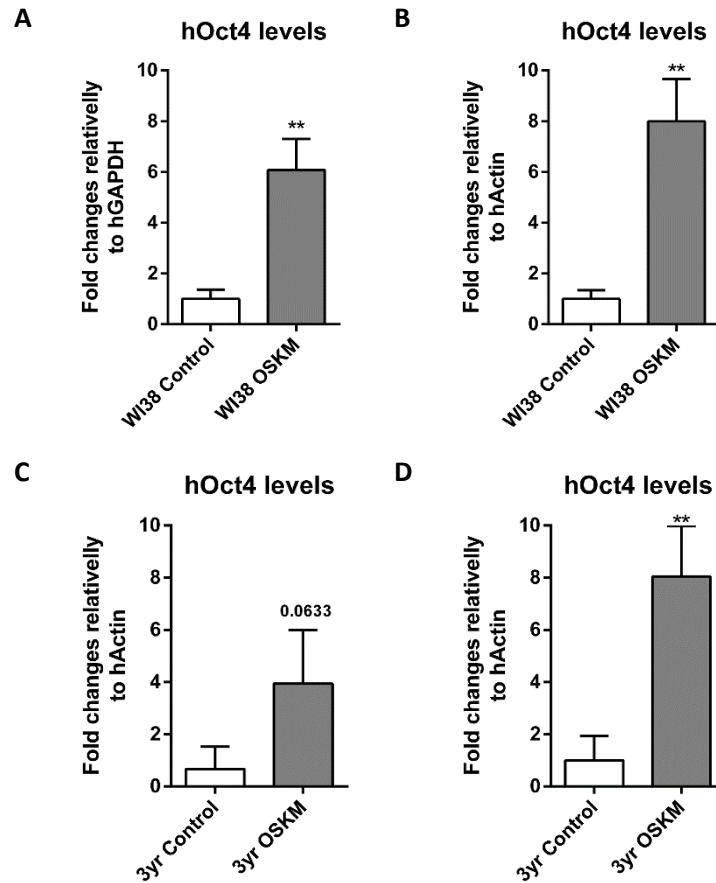 A
hOct4 levels
Fold changes relativelly
to hGAPDH
10
8
6
4
2
0
**
WI38 Control
WI38 OSKM
B
hOct4 levels
Fold changes relativelly
to hActin
10
8
6
4
2
0
**
WI38 Control
WI38 OSKM
C
hOct4 levels
Fold changes relativelly
to hActin
10
8
6
4
2
0
0.0633
3yr Control
3yr OSKM
D
hOct4 levels
Fold changes relativelly
to hActin
10
8
6
4
2
0
**
3yr Control
3yr OSKM